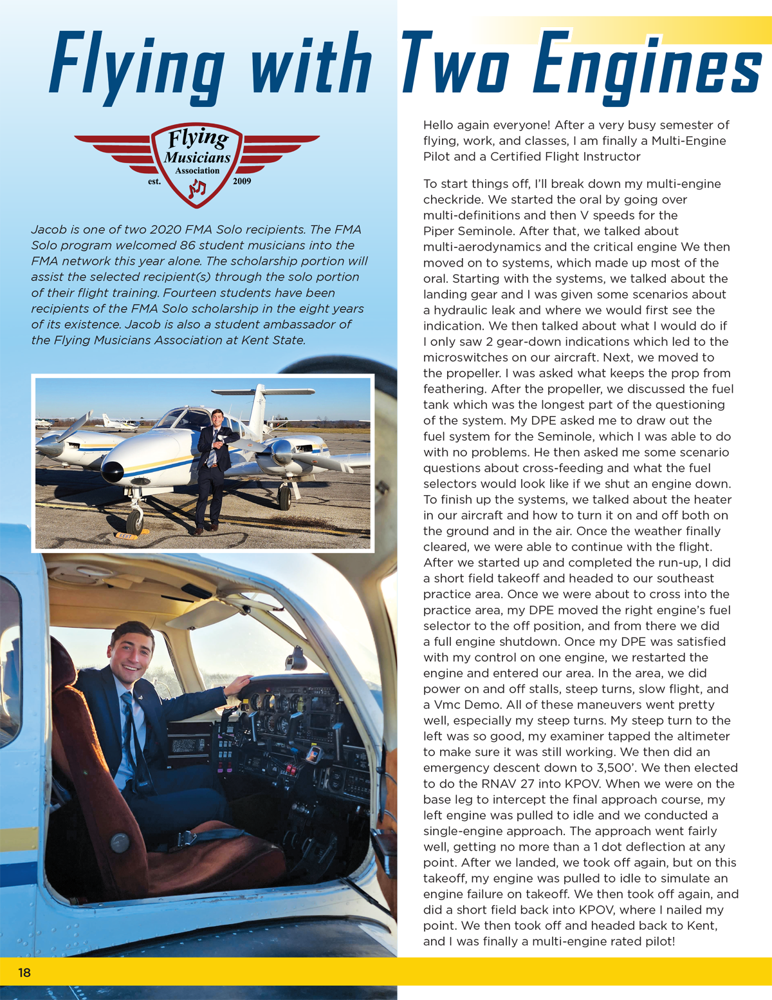 Flying with Two Engines
Flying
Musicians
Association
est. 2009
Jacob is one of two 2020 FMA Solo recipients. The FMA
Solo program welcomed 86 student musicians into the
FMA network this year alone. The scholarship portion will
assist the selected recipient(s) through the solo portion
of their flight training. Fourteen students have been
recipients of the FMA Solo scholarship in the eight years
of its existence. Jacob is also a student ambassador of
the Flying Musicians Association at Kent State.
KENT
Hello again everyone! After a very busy semester of
flying, work, and classes, I am finally a Multi-Engine
Pilot and a Certified Flight Instructor
To start things off, I’ll break down my multi-engine
checkride. We started the oral by going over
multi-definitions and then V speeds for the
Piper Seminole. After that, we talked about
multi-aerodynamics and the critical engine We then
moved on to systems, which made up most of the
oral. Starting with the systems, we talked about the
landing gear and I was given some scenarios about
a hydraulic leak and where we would first see the
indication. We then talked about what I would do if
I only saw 2 gear-down indications which led to the
microswitches on our aircraft. Next, we moved to
the propeller. I was asked what keeps the prop from
feathering. After the propeller, we discussed the fuel
tank which was the longest part of the questioning
of the system. My DPE asked me to draw out the
fuel system for the Seminole, which I was able to do
with no problems. He then asked me some scenario
questions about cross-feeding and what the fuel
selectors would look like if we shut an engine down.
To finish up the systems, we talked about the heater
in our aircraft and how to turn it on and off both on
the ground and in the air. Once the weather finally
cleared, we were able to continue with the flight.
After we started up and completed the run-up, I did
a short field takeoff and headed to our southeast
practice area. Once we were about to cross into the
practice area, my DPE moved the right engine’s fuel
selector to the off position, and from there we did
a full engine shutdown. Once my DPE was satisfied
with my control on one engine, we restarted the
engine and entered our area. In the area, we did
power on and off stalls, steep turns, slow flight, and
a Vmc Demo. All of these maneuvers went pretty
well, especially my steep turns. My steep turn to the
left was so good, my examiner tapped the altimeter
to make sure it was still working. We then did an
emergency descent down to 3,500’. We then elected
to do the RNAV 27 into KPOV. When we were on the
base leg to intercept the final approach course, my
left engine was pulled to idle and we conducted a
single-engine approach. The approach went fairly
well, getting no more than a 1 dot deflection at any
point. After we landed, we took off again, but on this
takeoff, my engine was pulled to idle to simulate an
engine failure on takeoff. We then took off again, and
did a short field back into KPOV, where I nailed my
point. We then took off and headed back to Kent,
and I was finally a multi-engine rated pilot!
18